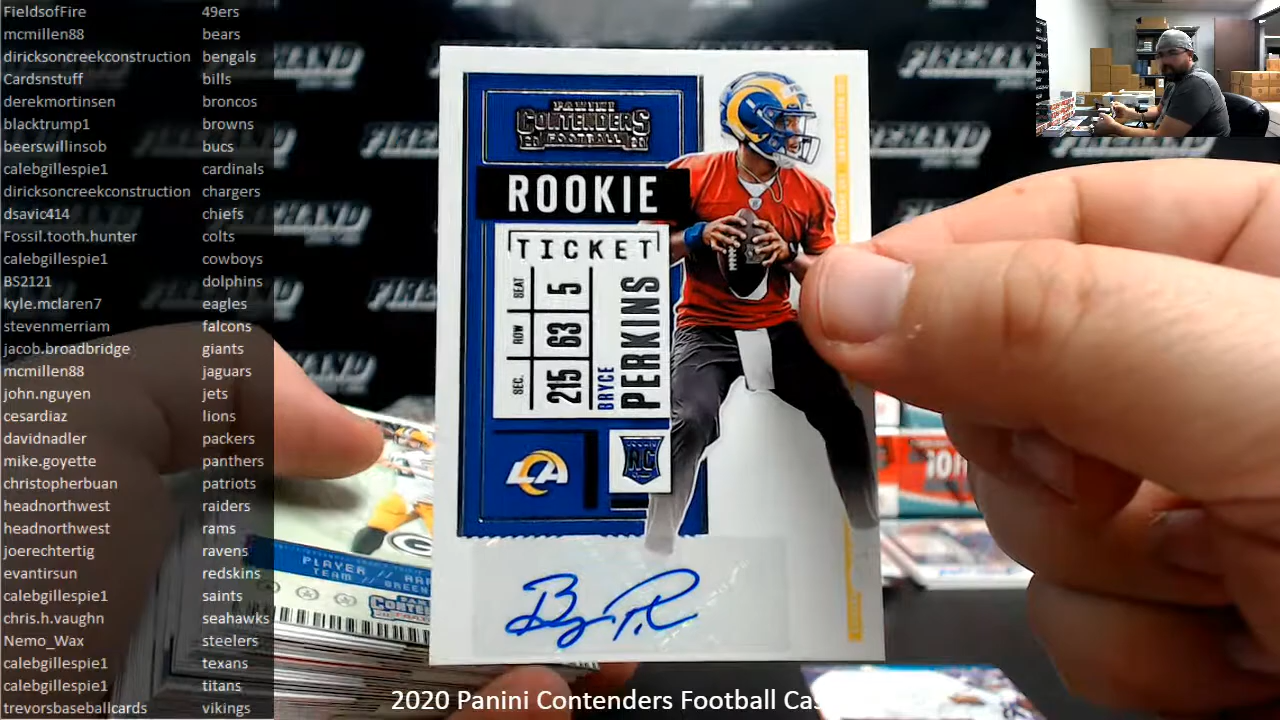 FieldsofFire 49ers
mcmillen88 bears
diricksoncreekconstruction bengals
Cardsnstuff bills
derekmortinsen broncos
blacktrump1 browns
beerswillinsob bucs
calebgillespie1 cardinals
diricksoncreekconstruction chargers
dsavic414 chiefs
Fossil.tooth.hunter colts
calebgillespie1 cowboys
BS2121 dolphins
kyle.mclaren7 eagles
stevenmerriam falcons
jacob.broadbridge giants
mcmillen88 jaguars
john.nguyen jets
cesardiaz lions
davidnadler packers
mike.goyette panthers
christopherbuan patriots
headnorthwest raiders
headnorthwest rams
joerechtertig ravens
evantirsun redskins
calebgillespie1 saints
chris.h.vaughn seahawks
Nemo_Wax steelers
calebgillespie1 texans
calebgillespie1 titans
trevorsbaseballcards vikings
PANINI
CONTENDERS
FOOTBALL
ROOKIE
TICKET
SEAT 5
ROW 63
SEC. 215
BRYCE
PERKINS
LA
RC
PLAYER //
TEAM //
FIREHAND
2020 Panini Contenders Football Cas